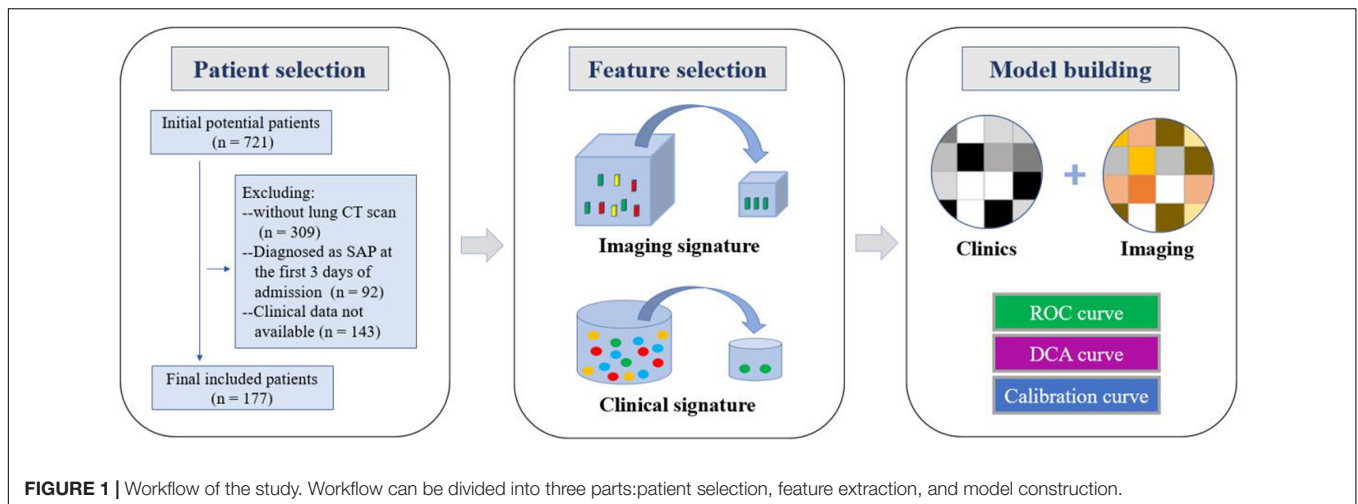 Patient selection
Initial potential patients
(n = 721)
Excluding:
--without lung CT scan
(n = 309)
--Diagnosed as SAP at
the first 3 days of
admission (n = 92)
--Clinical data not
available (n = 143)
Final included patients
(n = 177)
Feature selection
Imaging signature
Clinical signature
Model building
+
Clinics
Imaging
ROC curve
DCA curve
Calibration curve
FIGURE 1 | Workflow of the study. Workflow can be divided into three parts:patient selection, feature extraction, and model construction.